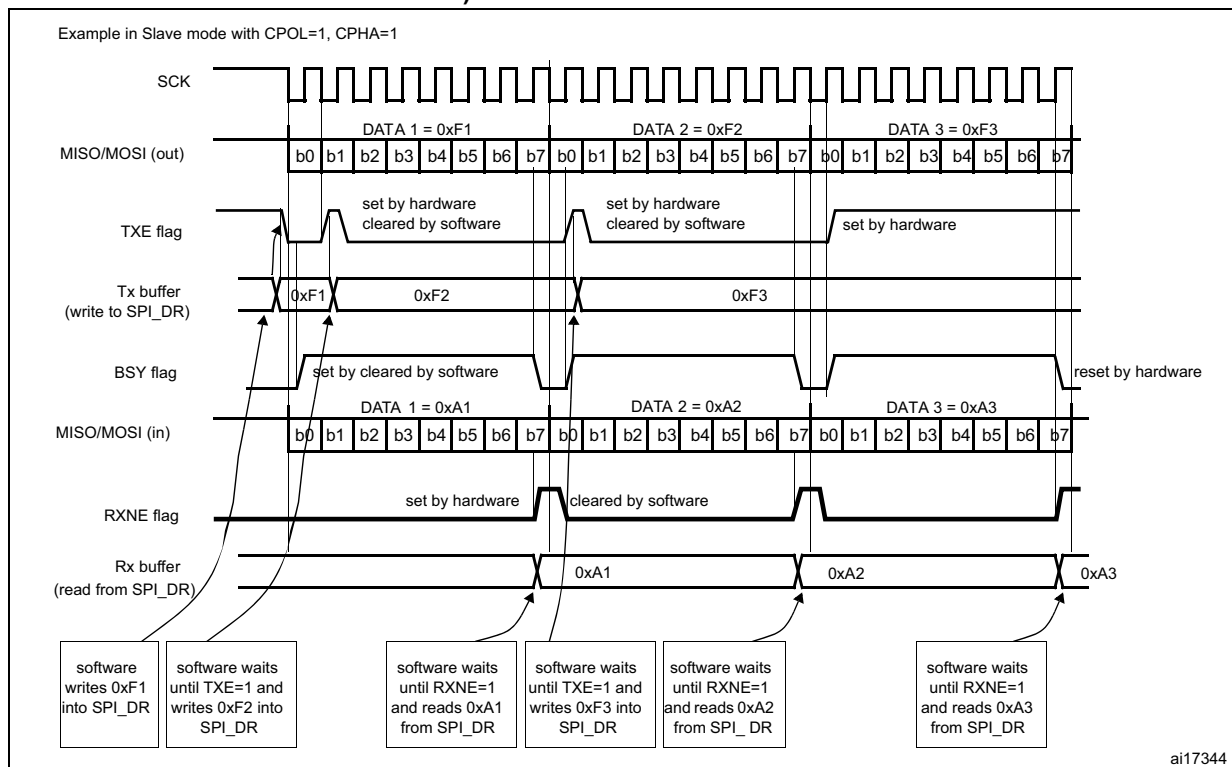 Example in Slave mode with CPOL=1, CPHA=1
SCK
DATA 1 = 0xF1
DATA 2 = 0xF2
DATA 3 = 0xF3
MISO/MOSI (out)
b0 b1 b2 b3 b4 b5 b6 b7 b0 b1 b2 b3 b4 b5 b6 b7 b0 b1 b2 b3 b4 b5 b6 b7
TXE flag
set by hardware
cleared by software
set by hardware
cleared by software
set by hardware
Tx buffer
(write to SPI_DR)
0xF1
0xF2
0xF3
BSY flag
set by cleared by software
reset by hardware
DATA 1 = 0xA1
DATA 2 = 0xA2
DATA 3 = 0xA3
MISO/MOSI (in)
b0 b1 b2 b3 b4 b5 b6 b7 b0 b1 b2 b3 b4 b5 b6 b7 b0 b1 b2 b3 b4 b5 b6 b7
RXNE flag
set by hardware
cleared by software
Rx buffer
(read from SPI_DR)
0xA1
0xA2
0xA3
software
writes 0xF1
into SPI_DR
software waits
until TXE=1 and
writes 0xF2 into
SPI_DR
software waits
until RXNE=1
and reads 0xA1
from SPI_DR
software waits
until TXE=1 and
writes 0xF3 into
SPI_DR
software waits
until RXNE=1
and reads 0xA2
from SPI_ DR
software waits
until RXNE=1
and reads 0xA3
from SPI_DR
ai17344